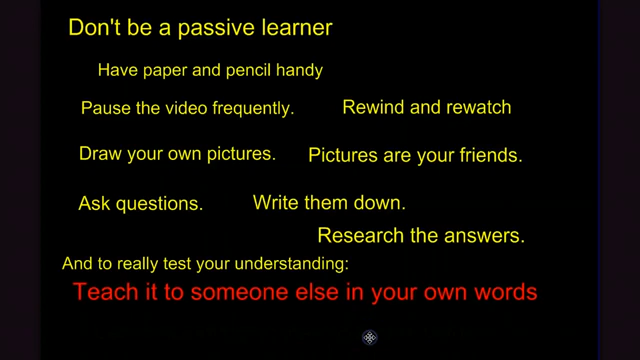 Don't be a passive learner
Have paper and pencil handy
Pause the video frequently. Rewind and rewatch
Draw your own pictures. Pictures are your friends.
Ask questions. Write them down.
Research the answers.
And to really test your understanding:
Teach it to someone else in your own words